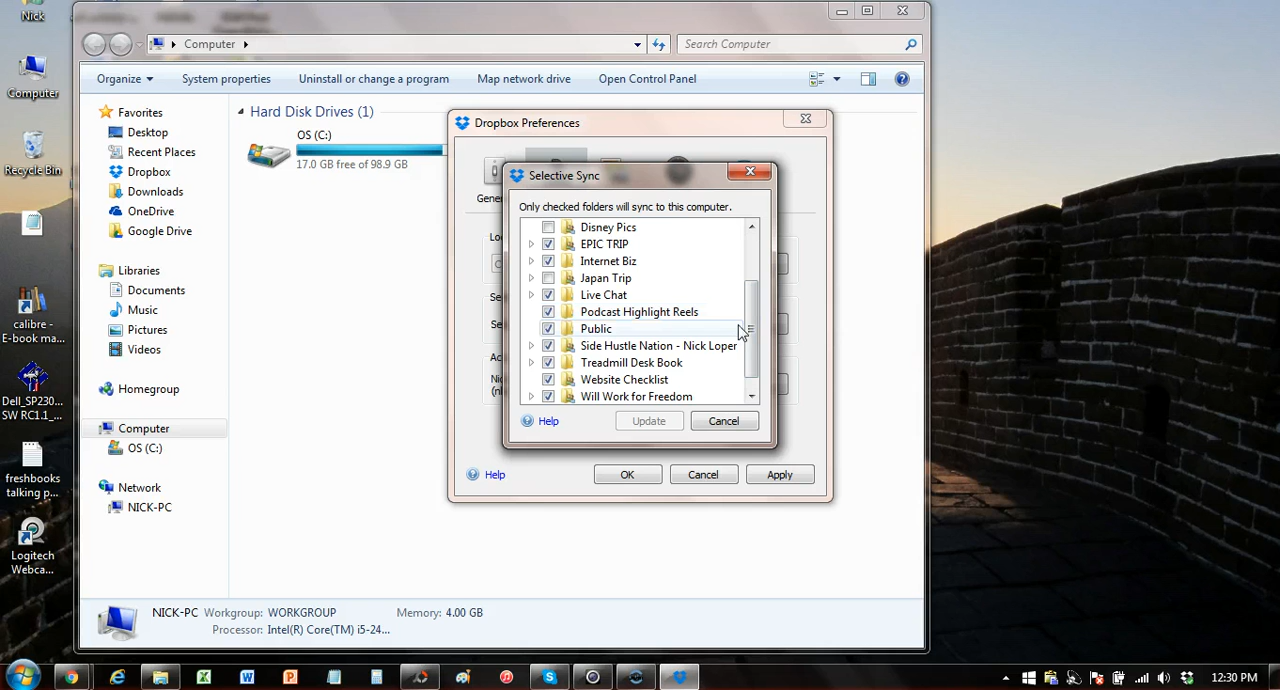 Nick
Computer
Recycle Bin
calibre -
E-book ma...
Dell_SP230...
SW RC1.1_...
freshbooks
talking p...
Logitech
Webca...
Computer
Search Computer
Organize
System properties
Uninstall or change a program
Map network drive
Open Control Panel
Favorites
Desktop
Recent Places
Dropbox
Downloads
OneDrive
Google Drive
Libraries
Documents
Music
Pictures
Videos
Homegroup
Computer
OS (C:)
Network
NICK-PC
Hard Disk Drives (1)
OS (C:)
17.0 GB free of 98.9 GB
Dropbox Preferences
Selective Sync
Only checked folders will sync to this computer.
Disney Pics
EPIC TRIP
Internet Biz
Japan Trip
Live Chat
Podcast Highlight Reels
Public
Side Hustle Nation - Nick Loper
Treadmill Desk Book
Website Checklist
Will Work for Freedom
Help
Update
Cancel
Help
OK
Cancel
Apply
NICK-PC Workgroup: WORKGROUP Memory: 4.00 GB
Processor: Intel(R) Core(TM) i5-24...
12:30 PM